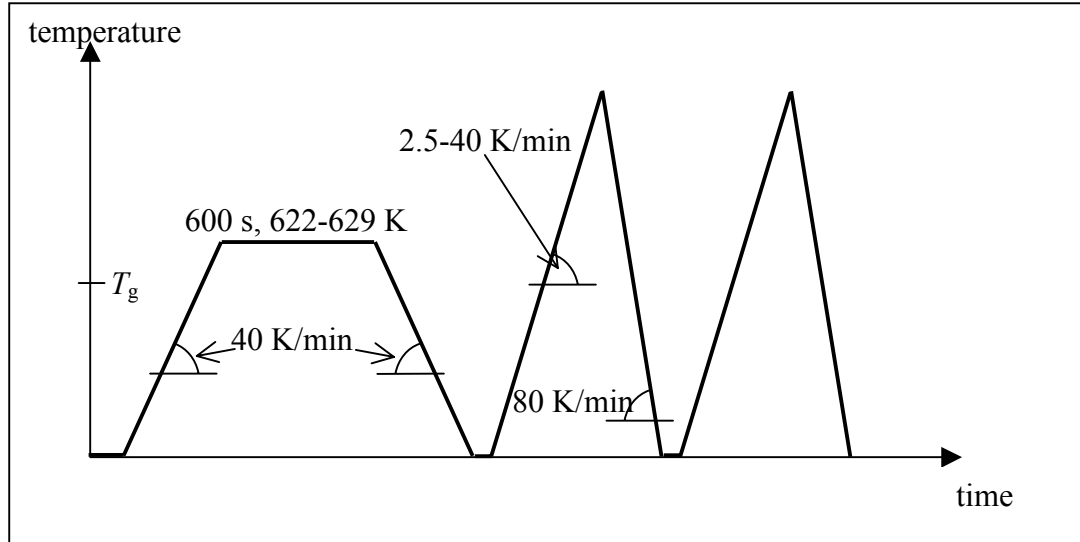 temperature
2.5-40 K/min
600 s, 622-629 K
Tg
40 K/min
80 K/min
time